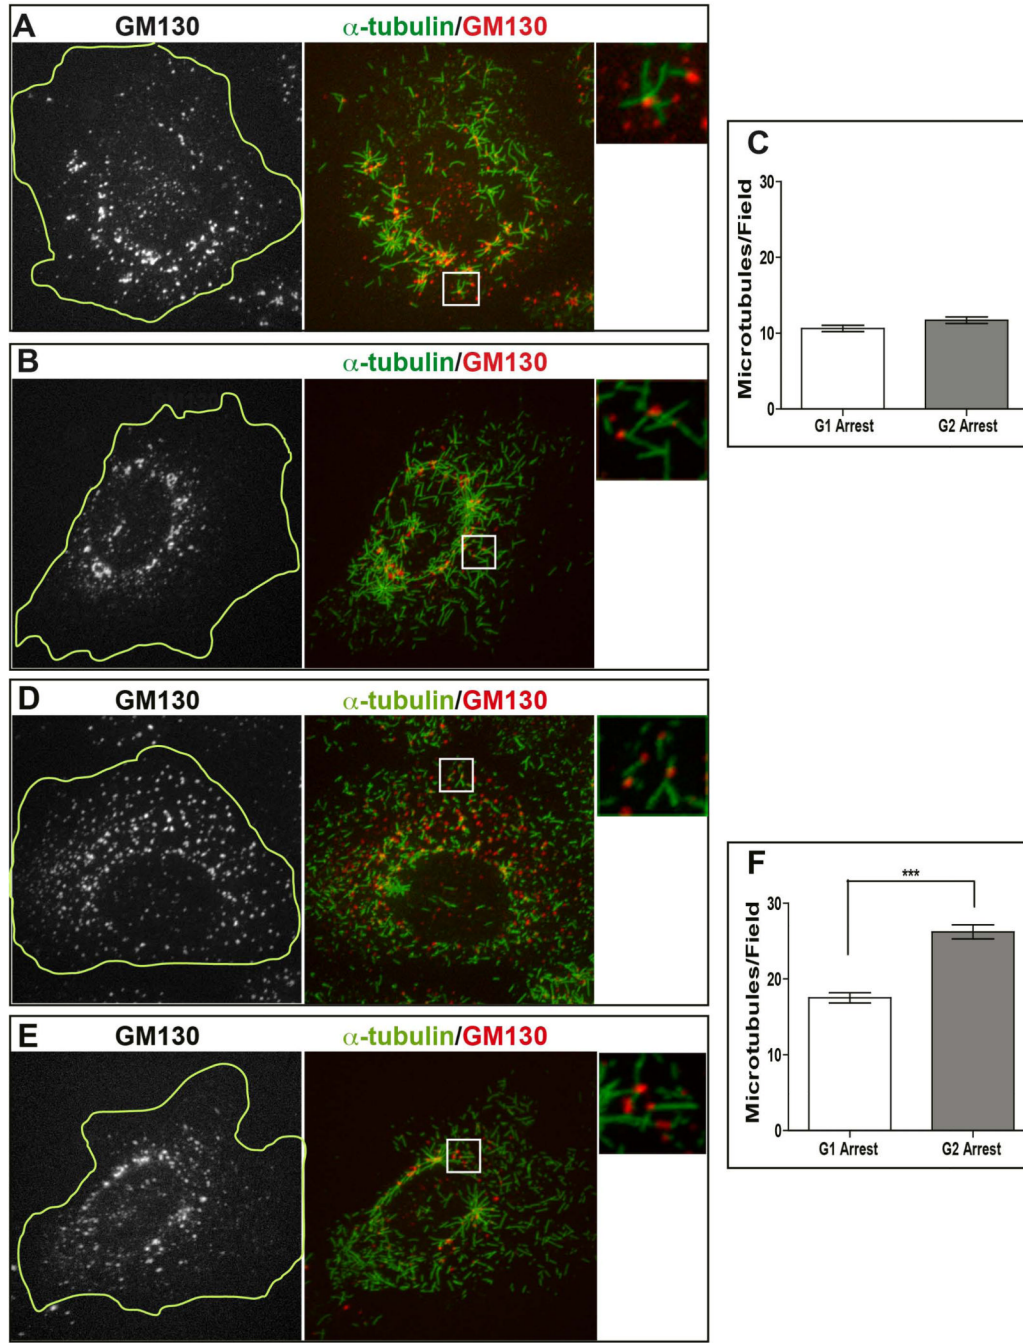 A GM130 α-tubulin/GM130
C
Microtubules/Field
30
20
10
0
G1 Arrest G2 Arrest
B α-tubulin/GM130
D GM130 α-tubulin/GM130
F
***
Microtubules/Field
30
20
10
0
G1 Arrest G2 Arrest
E GM130 α-tubulin/GM130